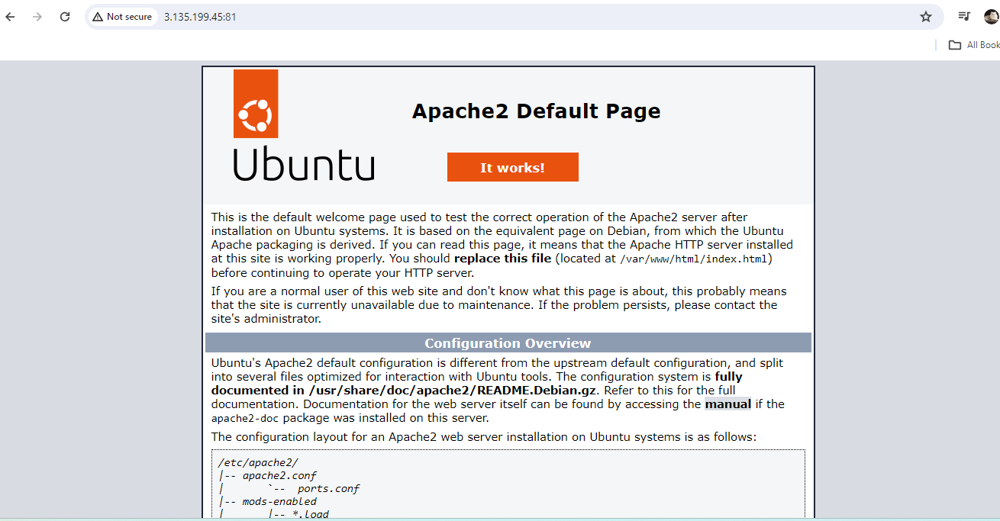 Not secure 3.135.199.45:81
All Book
Apache2 Default Page
Ubuntu
It works!
This is the default welcome page used to test the correct operation of the Apache2 server after
installation on Ubuntu systems. It is based on the equivalent page on Debian, from which the Ubuntu
Apache packaging is derived. If you can read this page, it means that the Apache HTTP server installed
at this site is working properly. You should replace this file (located at /var/www/html/index.html)
before continuing to operate your HTTP server.
If you are a normal user of this web site and don't know what this page is about, this probably means
that the site is currently unavailable due to maintenance. If the problem persists, please contact the
site's administrator.
Configuration Overview
Ubuntu's Apache2 default configuration is different from the upstream default configuration, and split
into several files optimized for interaction with Ubuntu tools. The configuration system is fully
documented in /usr/share/doc/apache2/README.Debian.gz. Refer to this for the full
documentation. Documentation for the web server itself can be found by accessing the manual if the
apache2-doc package was installed on this server.
The configuration layout for an Apache2 web server installation on Ubuntu systems is as follows:
/etc/apache2/
|-- apache2.conf
|       `--  ports.conf
|-- mods-enabled
|       |-- *.load